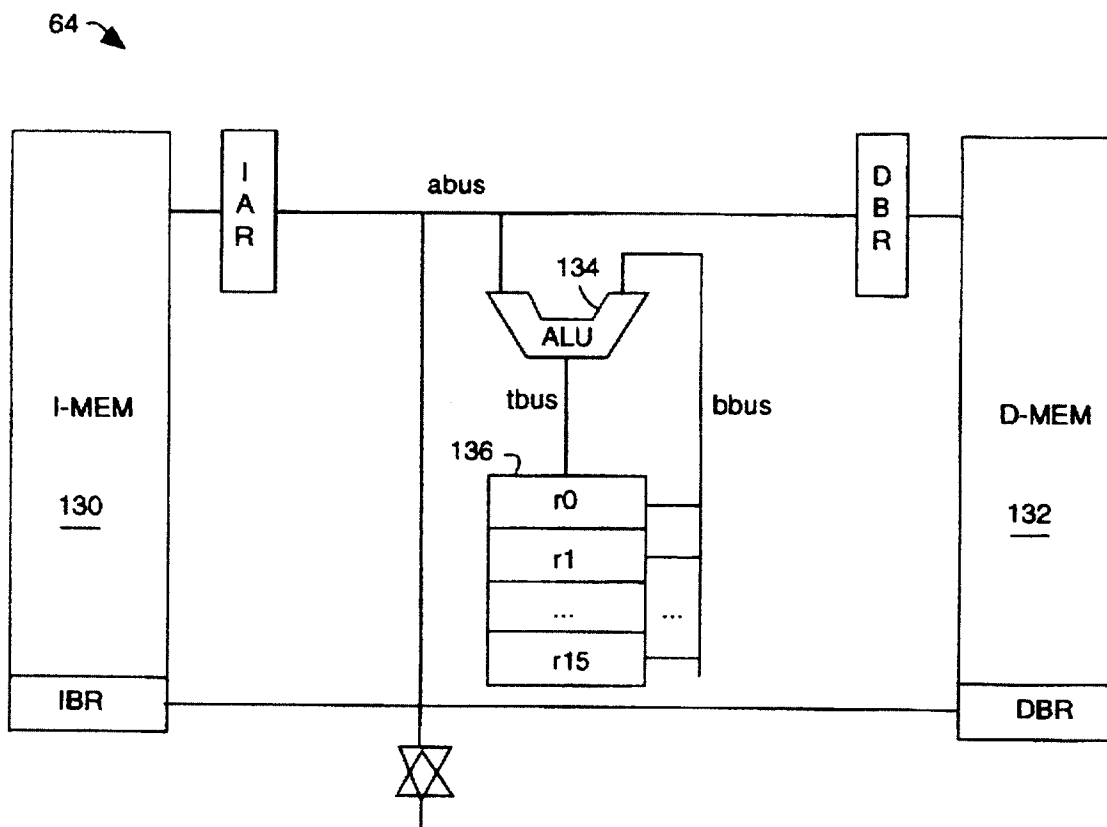 64
I
A
R
abus
D
B
R
134
ALU
I-MEM
tbus
bbus
D-MEM
136
130
r0
132
r1
...
...
r15
IBR
DBR